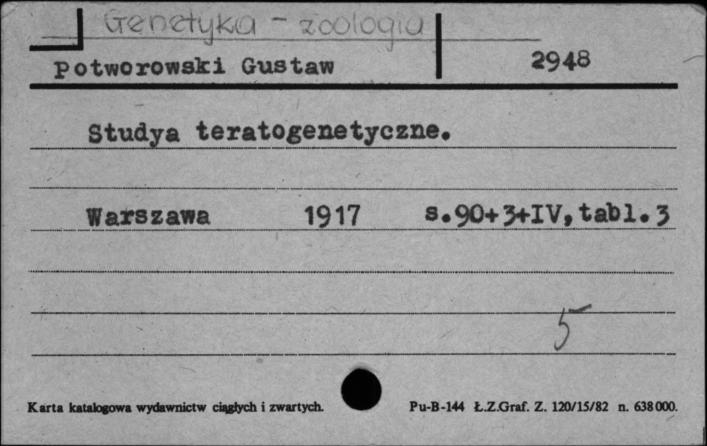 Genetyka - zoologia
Potworowski Gustaw 2948
Studya teratogenetyczne.
Warszawa 1917 s.90+3+IV,tabl.3
5
Karta katalogowa wydawnictw ciągłych i zwartych. Pu-B-144 Ł.Z.Graf. Z. 120/15/82 n. 638000.